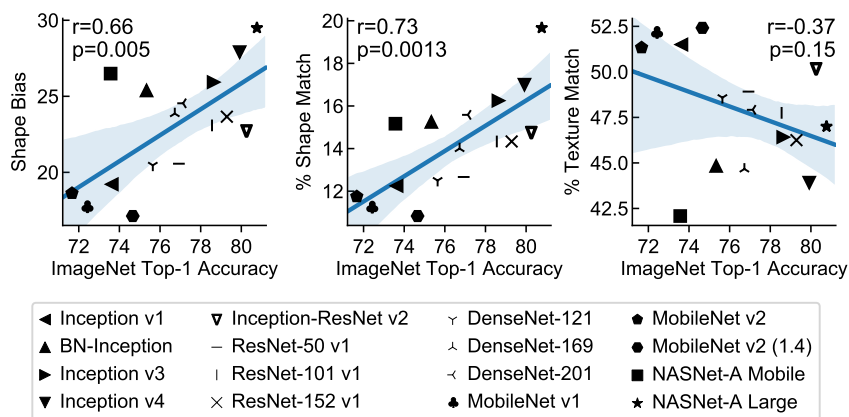 r=0.66
p=0.005
30
25
20
Shape Bias
72 74 76 78 80
ImageNet Top-1 Accuracy
r=0.73
p=0.0013
20
18
16
14
12
% Shape Match
72 74 76 78 80
ImageNet Top-1 Accuracy
r=-0.37
p=0.15
52.5
50.0
47.5
45.0
42.5
% Texture Match
72 74 76 78 80
ImageNet Top-1 Accuracy
Inception v1
BN-Inception
Inception v3
Inception v4
Inception-ResNet v2
ResNet-50 v1
ResNet-101 v1
ResNet-152 v1
DenseNet-121
DenseNet-169
DenseNet-201
MobileNet v1
MobileNet v2
MobileNet v2 (1.4)
NASNet-A Mobile
NASNet-A Large